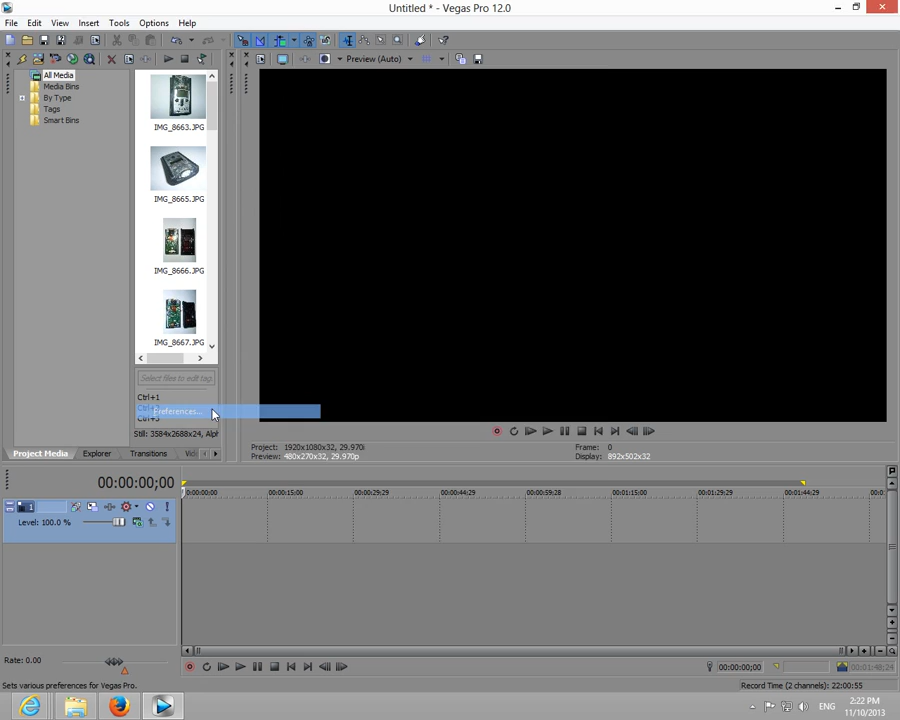 Untitled * - Vegas Pro 12.0
File Edit View Insert Tools Options Help
Preview (Auto)
All Media
Media Bins
By Type
Tags
Smart Bins
IMG_8663.JPG
IMG_8665.JPG
IMG_8666.JPG
IMG_8667.JPG
Select files to edit tag
Ctrl+1
Preferences...
Ctrl+3
Still: 3584x2688x24, Alph
Project Media Explorer Transitions Vid
Project: 1920x1080x32, 29.970i
Preview: 480x270x32, 29.970p
Frame: 0
Display: 892x502x32
00:00:00;00
00:00:00;00 00:00:15;00 00:00:29;29 00:00:44;29 00:00:59;28 00:01:15;00 00:01:29;29 00:01:44;29 00:0
1
Level: 100.0 %
Rate: 0.00
00:00:00;00
00:01:48;24
Sets various preferences for Vegas Pro.
Record Time (2 channels): 22:00:55
ENG
2:22 PM
11/10/2013